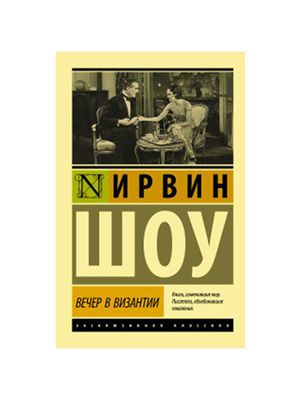 N ИРВИН
ШОУ
ВЕЧЕР В ВИЗАНТИИ
Книги, изменившие мир.
Писатели, объединившие
поколения.
ЭКСКЛЮЗИВНАЯ КЛАССИКА